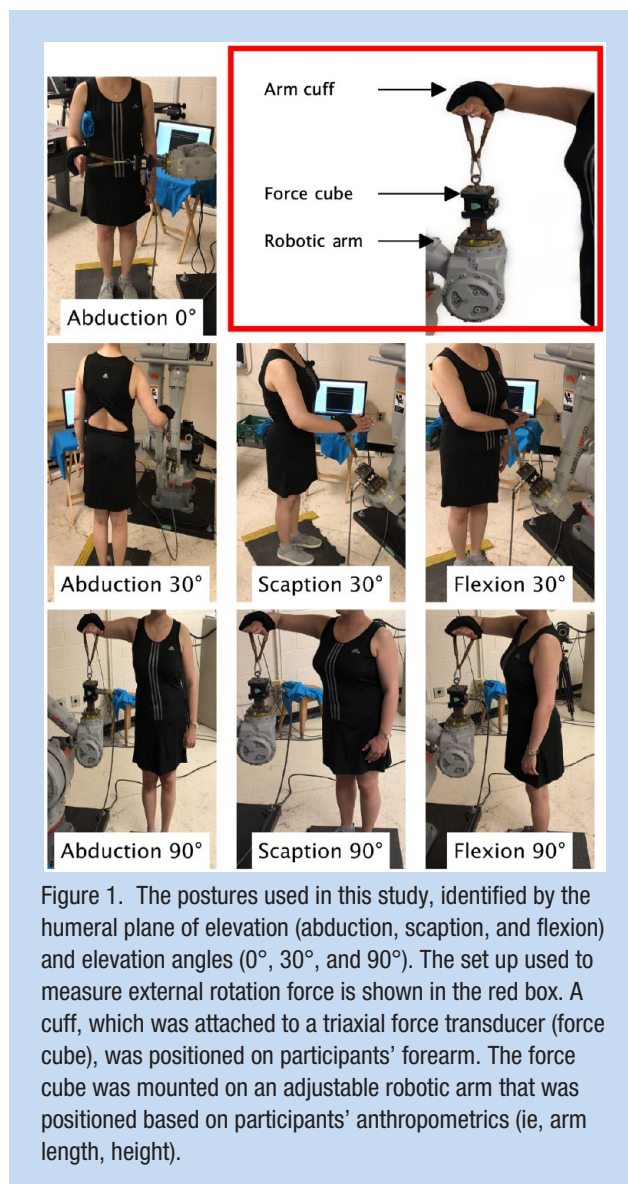 Arm cuff
Force cube
Robotic arm
Abduction 0°
Abduction 30°
Scaption 30°
Flexion 30°
Abduction 90°
Scaption 90°
Flexion 90°
Figure 1. The postures used in this study, identified by the
humeral plane of elevation (abduction, scaption, and flexion)
and elevation angles (0°, 30°, and 90°). The set up used to
measure external rotation force is shown in the red box. A
cuff, which was attached to a triaxial force transducer (force
cube), was positioned on participants’ forearm. The force
cube was mounted on an adjustable robotic arm that was
positioned based on participants’ anthropometrics (ie, arm
length, height).